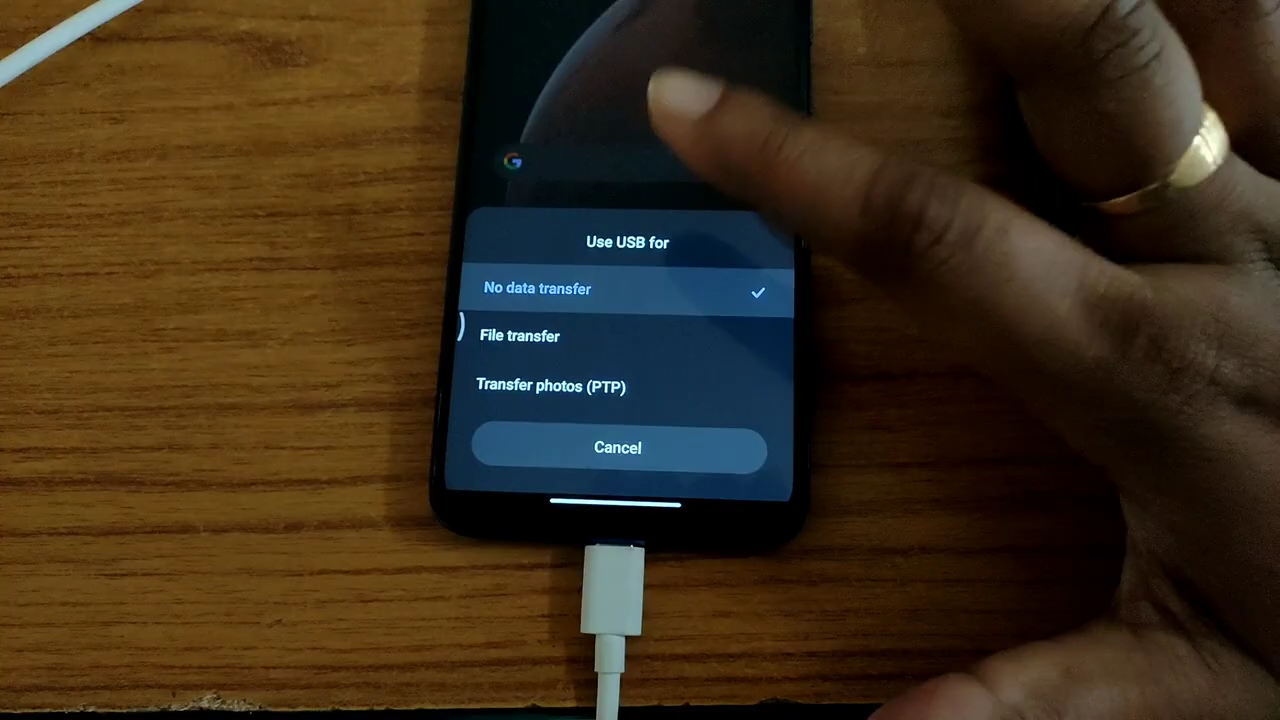 Use USB for
No data transfer
File transfer
Transfer photos (PTP)
Cancel